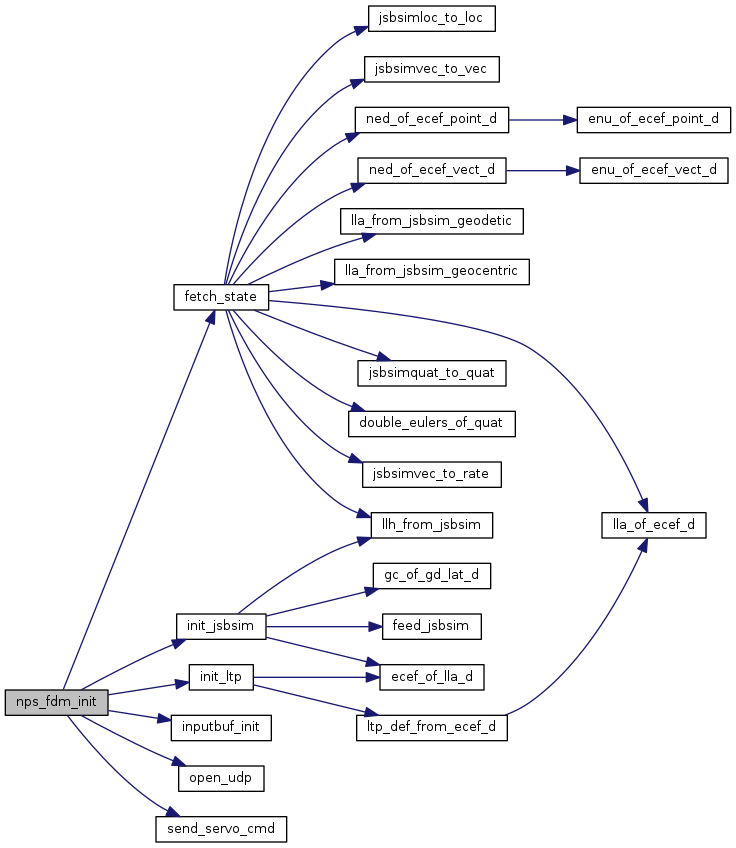 jsbsimloc_to_loc
jsbsimvec_to_vec
ned_of_ecef_point_d
enu_of_ecef_point_d
ned_of_ecef_vect_d
enu_of_ecef_vect_d
lla_from_jsbsim_geodetic
lla_from_jsbsim_geocentric
fetch_state
jsbsimquat_to_quat
double_eulers_of_quat
jsbsimvec_to_rate
llh_from_jsbsim
lla_of_ecef_d
gc_of_gd_lat_d
init_jsbsim
feed_jsbsim
init_ltp
ecef_of_lla_d
nps_fdm_init
inputbuf_init
ltp_def_from_ecef_d
open_udp
send_servo_cmd